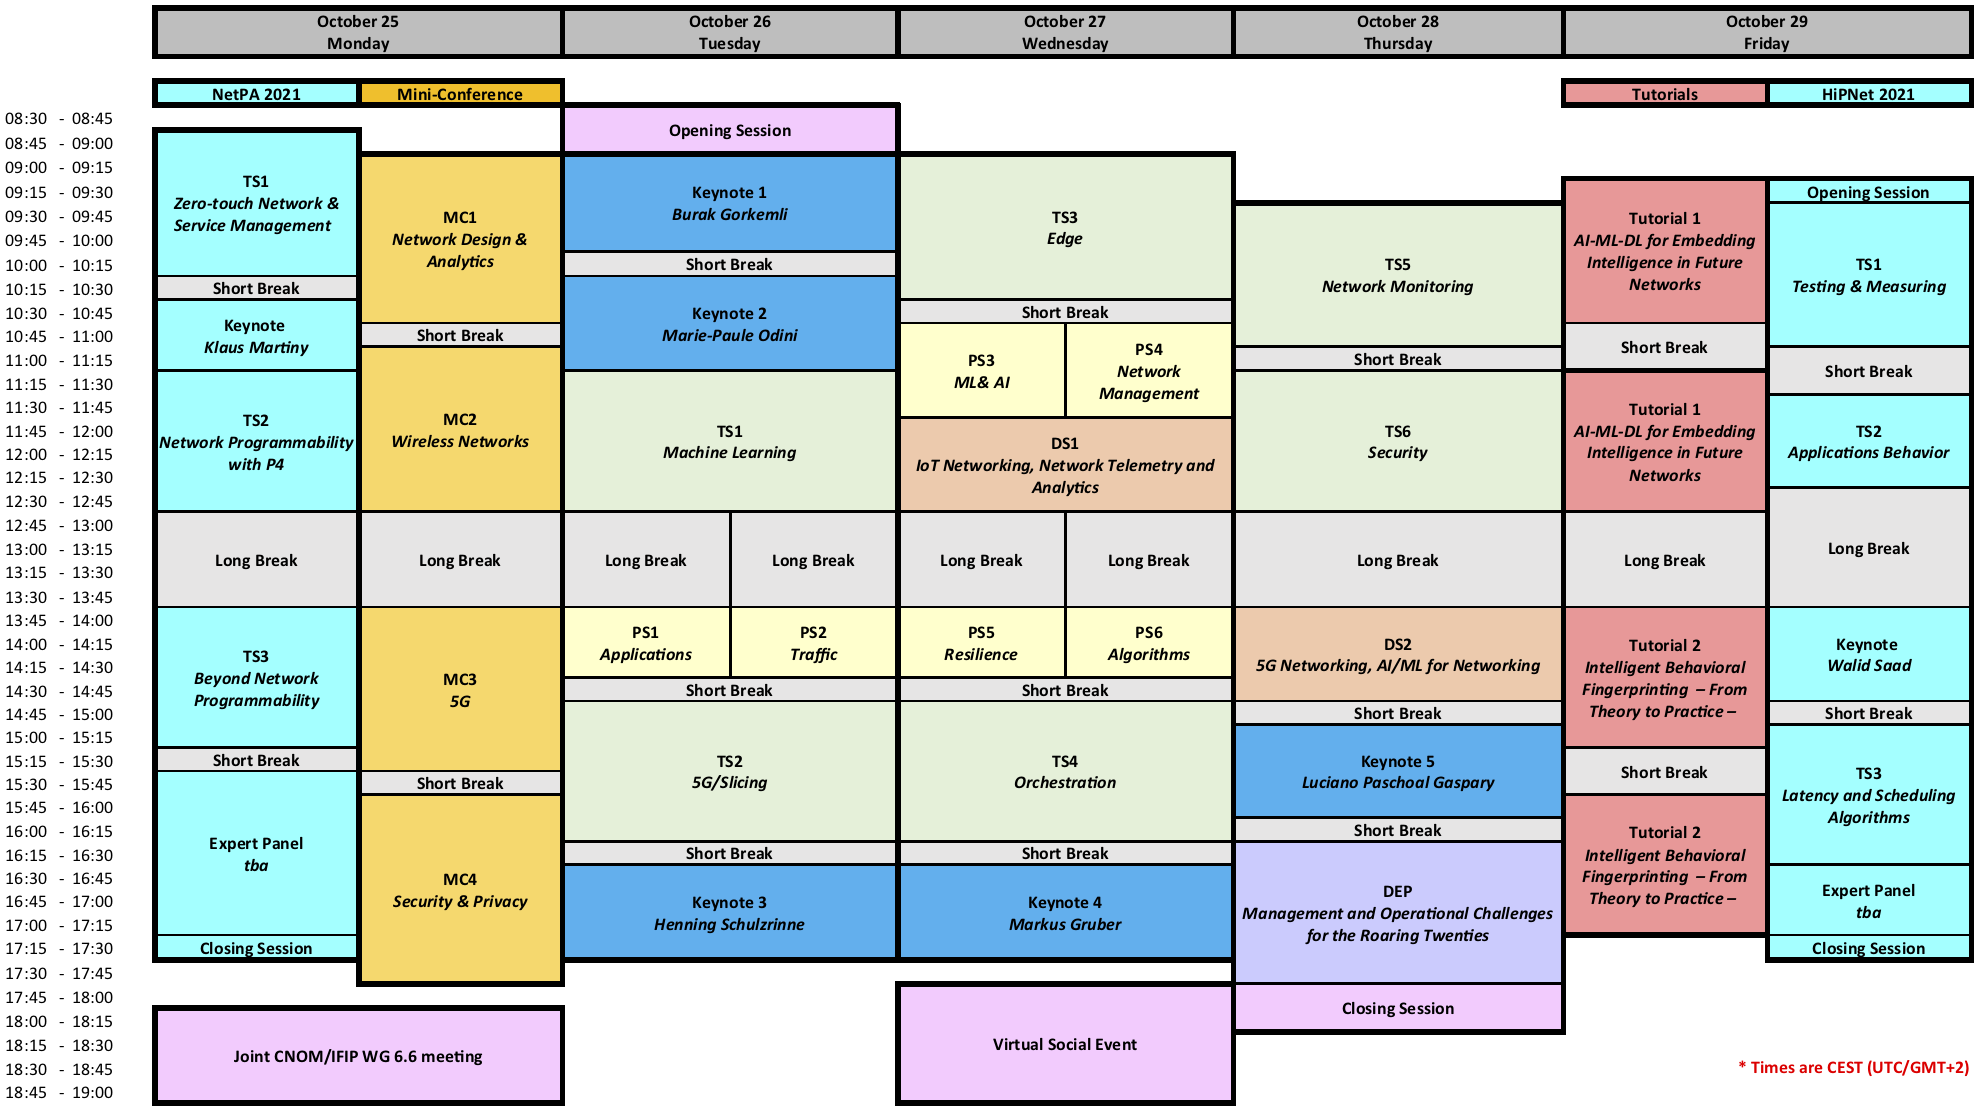 October 25
Monday
October 26
Tuesday
October 27
Wednesday
October 28
Thursday
October 29
Friday
NetPA 2021
Mini-Conference
Tutorials
HiPNet 2021
08:30 - 08:45
08:45 - 09:00
09:00 - 09:15
09:15 - 09:30
09:30 - 09:45
09:45 - 10:00
10:00 - 10:15
10:15 - 10:30
10:30 - 10:45
10:45 - 11:00
11:00 - 11:15
11:15 - 11:30
11:30 - 11:45
11:45 - 12:00
12:00 - 12:15
12:15 - 12:30
12:30 - 12:45
12:45 - 13:00
13:00 - 13:15
13:15 - 13:30
13:30 - 13:45
13:45 - 14:00
14:00 - 14:15
14:15 - 14:30
14:30 - 14:45
14:45 - 15:00
15:00 - 15:15
15:15 - 15:30
15:30 - 15:45
15:45 - 16:00
16:00 - 16:15
16:15 - 16:30
16:30 - 16:45
16:45 - 17:00
17:00 - 17:15
17:15 - 17:30
17:30 - 17:45
17:45 - 18:00
18:00 - 18:15
18:15 - 18:30
18:30 - 18:45
18:45 - 19:00
TS1
Zero-touch Network &
Service Management
Short Break
Keynote
Klaus Martiny
TS2
Network Programmability
with P4
Long Break
TS3
Beyond Network
Programmability
Short Break
Expert Panel
tba
Closing Session
MC1
Network Design &
Analytics
Short Break
MC2
Wireless Networks
Long Break
MC3
5G
Short Break
MC4
Security & Privacy
Joint CNOM/IFIP WG 6.6 meeting
Opening Session
Keynote 1
Burak Gorkemli
Short Break
Keynote 2
Marie-Paule Odini
TS1
Machine Learning
Long Break
Long Break
PS1
Applications
PS2
Traffic
Short Break
TS2
5G/Slicing
Short Break
Keynote 3
Henning Schulzrinne
TS3
Edge
Short Break
PS3
ML& AI
PS4
Network
Management
DS1
IoT Networking, Network Telemetry and
Analytics
Long Break
Long Break
PS5
Resilience
PS6
Algorithms
Short Break
TS4
Orchestration
Short Break
Keynote 4
Markus Gruber
Virtual Social Event
TS5
Network Monitoring
Short Break
TS6
Security
Long Break
DS2
5G Networking, AI/ML for Networking
Short Break
Keynote 5
Luciano Paschoal Gaspary
Short Break
DEP
Management and Operational Challenges
for the Roaring Twenties
Closing Session
Tutorial 1
AI-ML-DL for Embedding
Intelligence in Future
Networks
Short Break
Tutorial 1
AI-ML-DL for Embedding
Intelligence in Future
Networks
Long Break
Tutorial 2
Intelligent Behavioral
Fingerprinting – From
Theory to Practice –
Short Break
Tutorial 2
Intelligent Behavioral
Fingerprinting – From
Theory to Practice –
Opening Session
TS1
Testing & Measuring
Short Break
TS2
Applications Behavior
Long Break
Keynote
Walid Saad
Short Break
TS3
Latency and Scheduling
Algorithms
Expert Panel
tba
Closing Session
* Times are CEST (UTC/GMT+2)